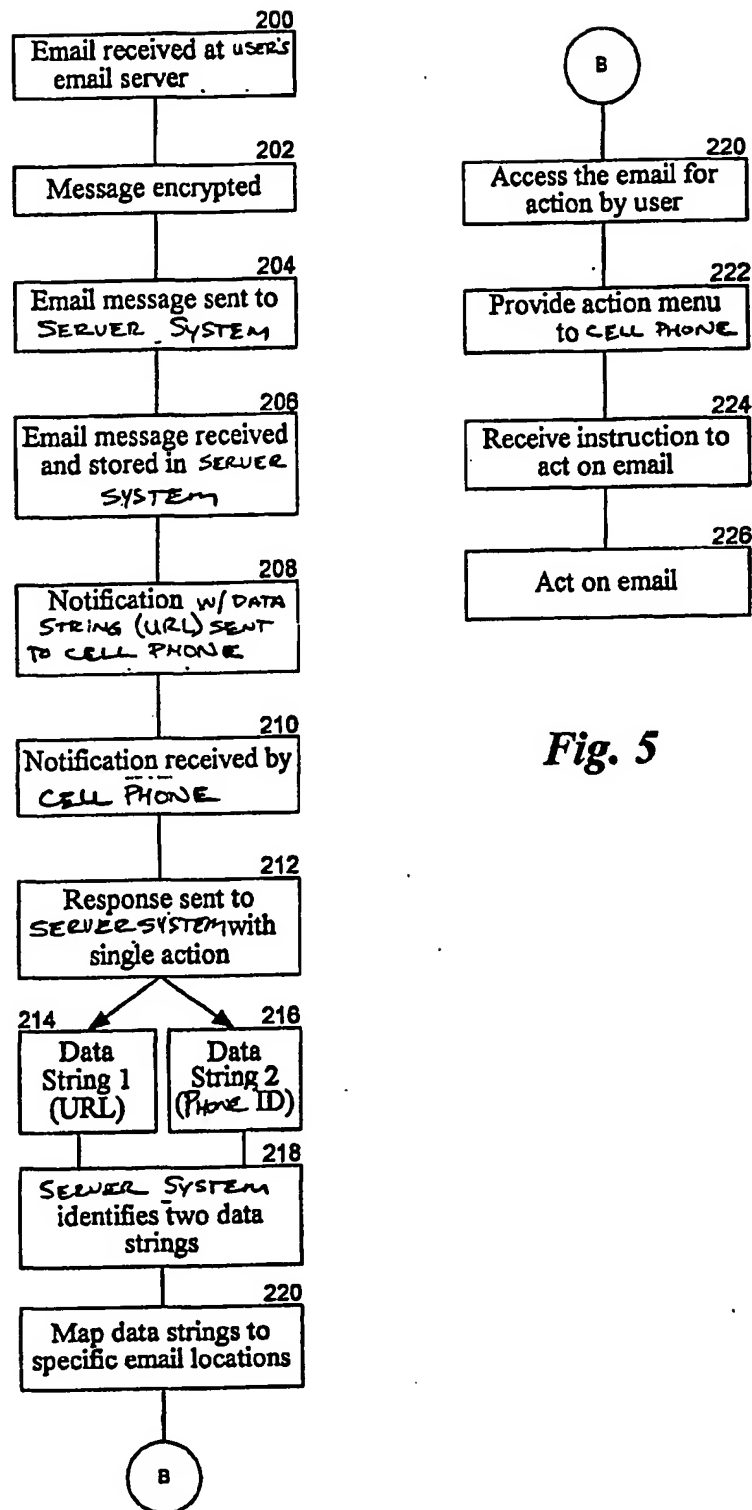 200
Email received at USER'S
email server
202
Message encrypted
204
Email message sent to
SERVER SYSTEM
206
Email message received
and stored in SERVER
SYSTEM
208
Notification W/ DATA
STRING (URL) SENT
TO CELL PHONE
210
Notification received by
CELL PHONE
212
Response sent to
SERVER SYSTEM with
single action
214
Data
String 1
(URL)
216
Data
String 2
(PHONE ID)
218
SERVER SYSTEM
identifies two data
strings
220
Map data strings to
specific email locations
B
B
220
Access the email for
action by user
222
Provide action menu
to CELL PHONE
224
Receive instruction to
act on email
226
Act on email
Fig. 5